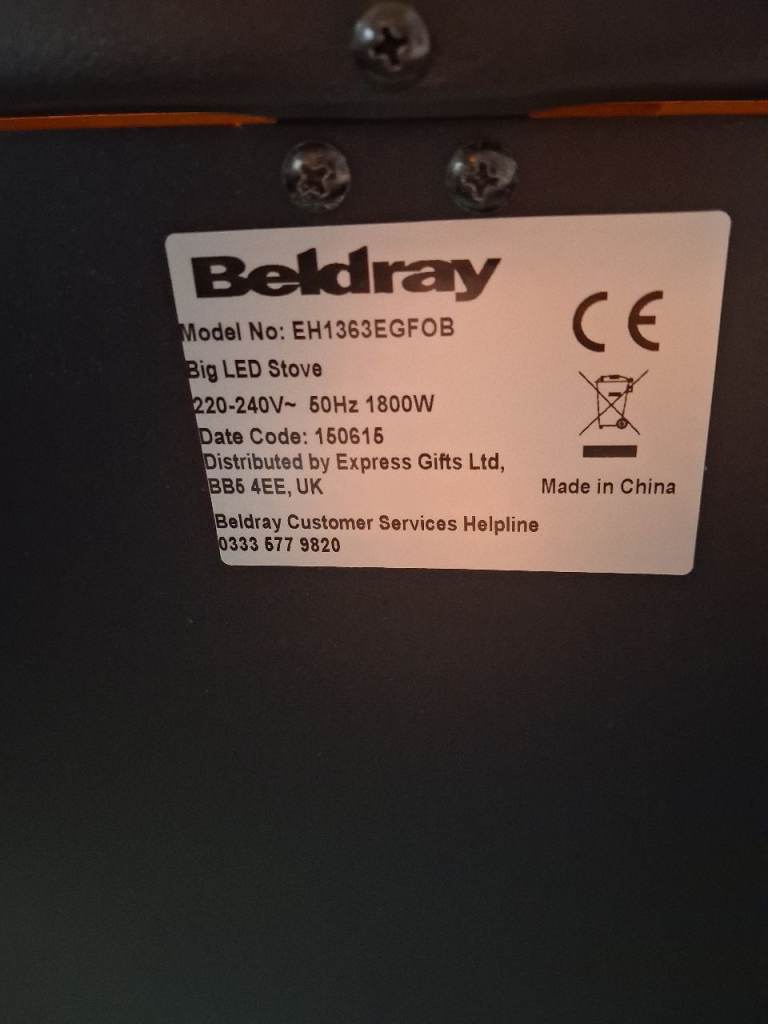 Beldray
Model No: EH1363EGFOB
Big LED Stove
220-240V~ 50Hz 1800W
Date Code: 150615
Distributed by Express Gifts Ltd,
BB5 4EE, UK
Made in China
Beldray Customer Services Helpline
0333 577 9820
CE